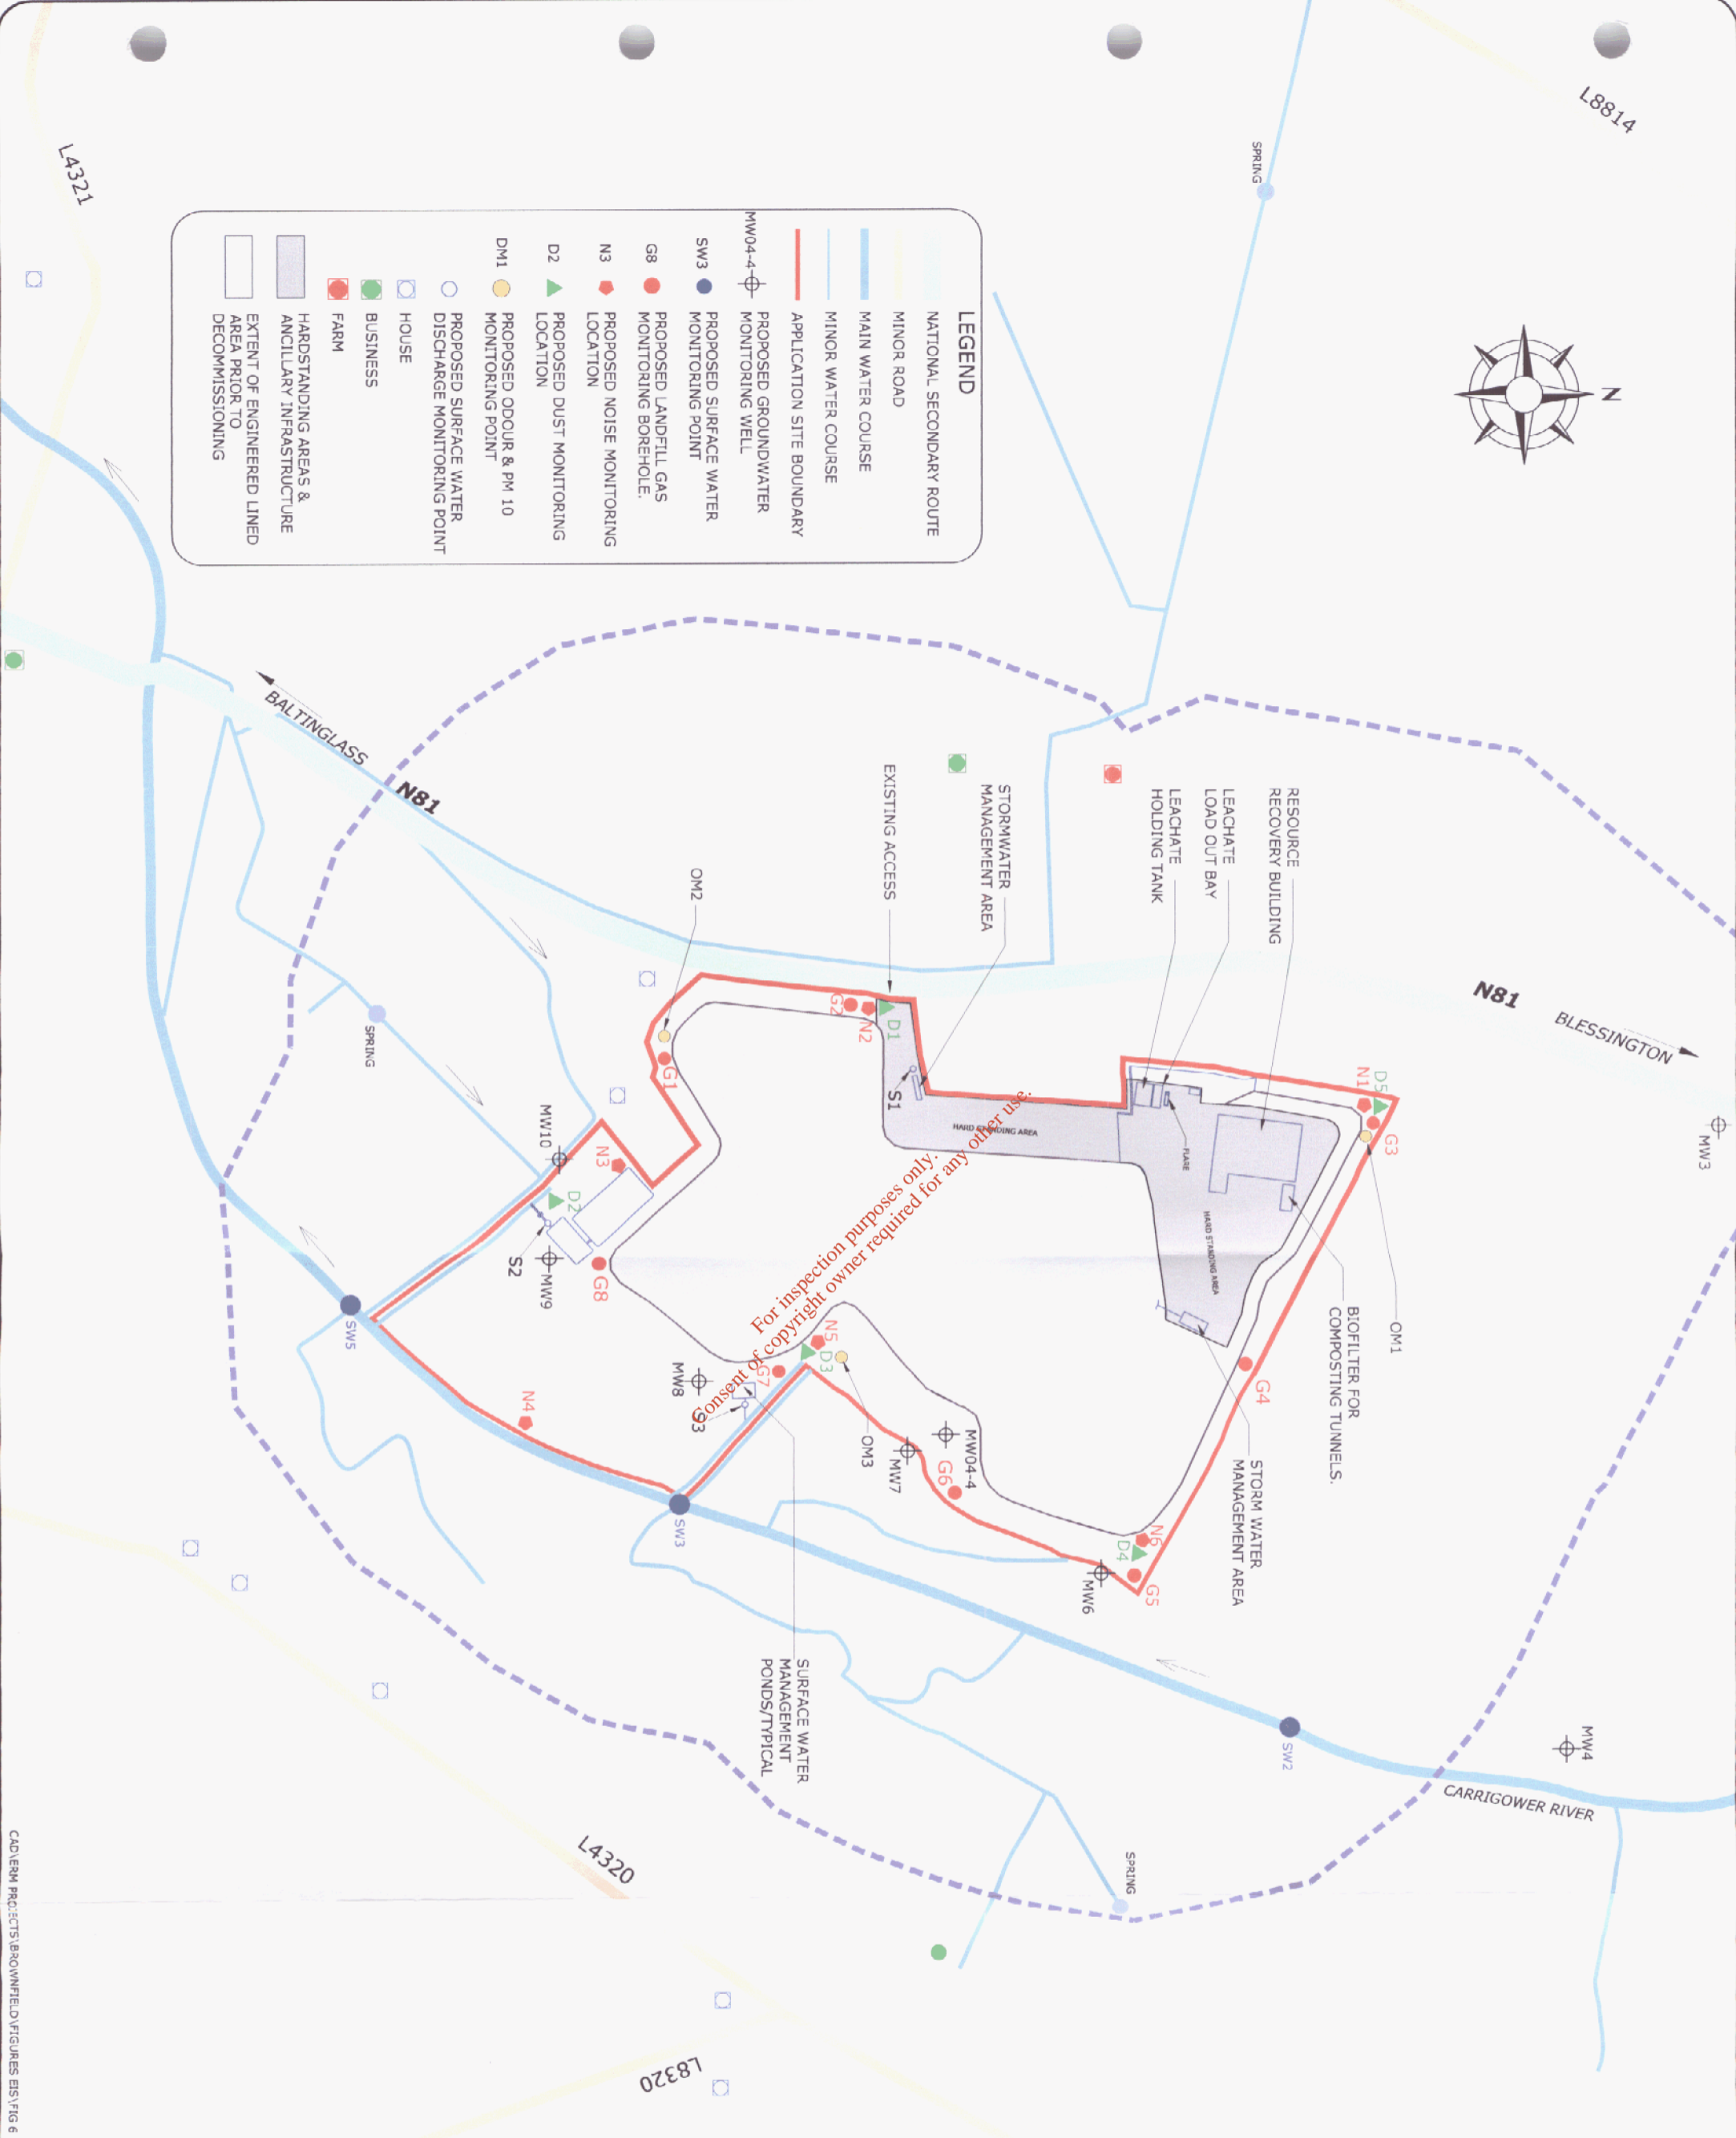 L8814
L4321
SPRING
N
LEGEND
NATIONAL SECONDARY ROUTE
MINOR ROAD
MAIN WATER COURSE
MINOR WATER COURSE
APPLICATION SITE BOUNDARY
MW04-4
PROPOSED GROUNDWATER
MONITORING WELL
SW3
PROPOSED SURFACE WATER
MONITORING POINT
G8
PROPOSED LANDFILL GAS
MONITORING BOREHOLE.
N3
PROPOSED NOISE MONITORING
LOCATION
D2
PROPOSED DUST MONITORING
LOCATION
DM1
PROPOSED ODOUR & PM 10
MONITORING POINT
PROPOSED SURFACE WATER
DISCHARGE MONITORING POINT
HOUSE
BUSINESS
FARM
HARDSTANDING AREAS &
ANCILLARY INFRASTRUCTURE
EXTENT OF ENGINEERED LINED
AREA PRIOR TO
DECOMMISSIONING
BALTINGLASS
N81
EXISTING ACCESS
STORMWATER
MANAGEMENT AREA
LEACHATE
HOLDING TANK
LEACHATE
LOAD OUT BAY
RESOURCE
RECOVERY BUILDING
OM2
N81
BLESSINGTON
G2
N2
D1
G1
S1
HARD STANDING AREA
FLARE
HARD STANDING AREA
N1
D5
G3
MW3
SPRING
MW10
N3
D2
S2
MW9
G8
SW5
N4
MW8
S3
G7
N5
D3
OM3
MW7
MW04-4
G6
G4
OM1
BIOFILTER FOR
COMPOSTING TUNNELS.
STORM WATER
MANAGEMENT AREA
N6
D4
G5
MW6
SW3
SURFACE WATER
MANAGEMENT
PONDS/TYPICAL
SW2
MW4
CARRIGOWER RIVER
SPRING
L4320
L8320
For inspection purposes only.
Consent of copyright owner required for any other use.
CAD\ERM PROJECTS\BROWNFIELD\FIGURES EIS\FIG 6